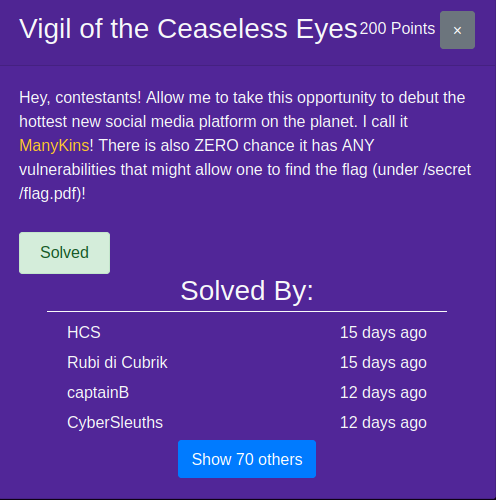 Vigil of the Ceaseless Eyes 200 Points ×
Hey, contestants! Allow me to take this opportunity to debut the
hottest new social media platform on the planet. I call it
ManyKins! There is also ZERO chance it has ANY
vulnerabilities that might allow one to find the flag (under /secret
/flag.pdf)!
Solved
Solved By:
HCS 15 days ago
Rubi di Cubrik 15 days ago
captainB 12 days ago
CyberSleuths 12 days ago
Show 70 others